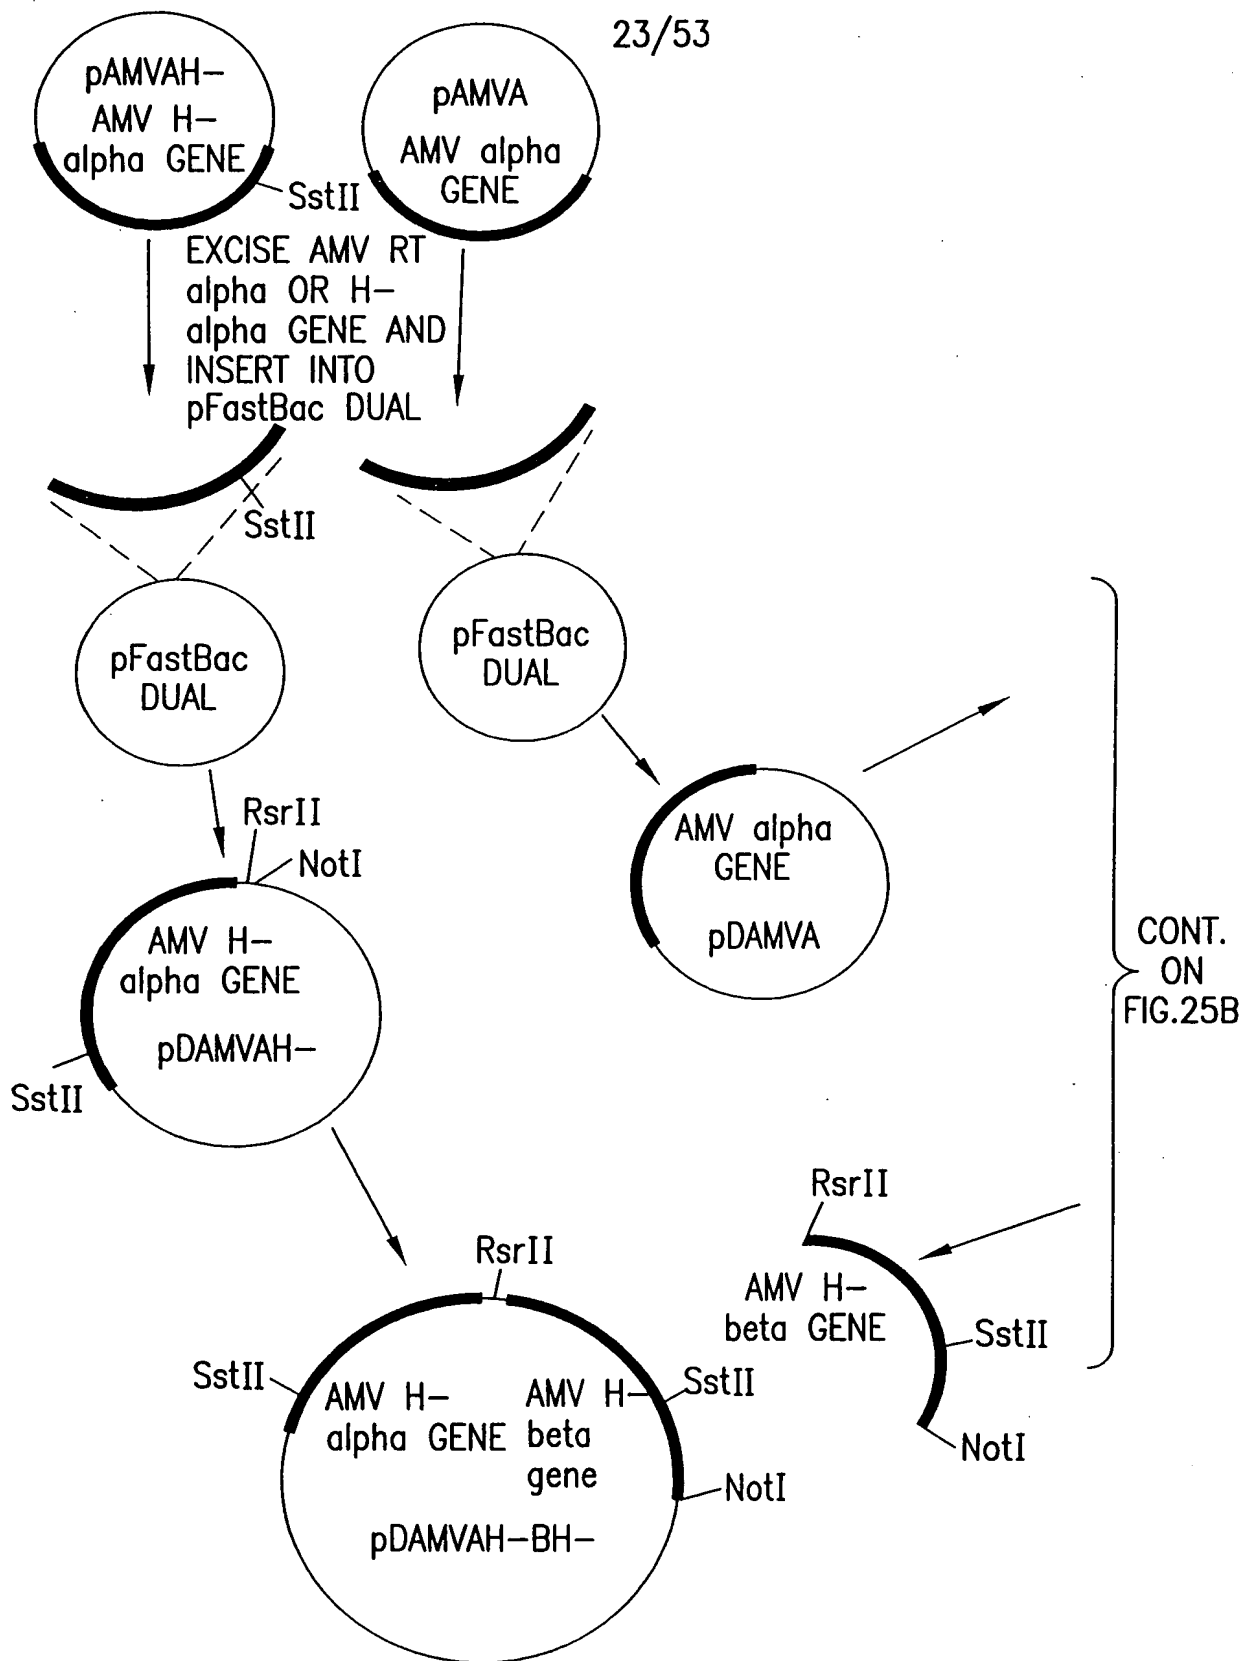 23/53
pAMVAH-
AMV H-
alpha GENE
SstII
pAMVA
AMV alpha
GENE
EXCISE AMV RT
alpha OR H-
alpha GENE AND
INSERT INTO
pFastBac DUAL
SstII
pFastBac
DUAL
pFastBac
DUAL
RsrII
NotI
AMV H-
alpha GENE
pDAMVAH-
SstII
AMV alpha
GENE
pDAMVA
CONT.
ON
FIG.25B
RsrII
AMV H-
beta GENE
SstII
NotI
RsrII
SstII
AMV H-
alpha GENE
AMV H-
beta
gene
SstII
NotI
pDAMVAH-BH-